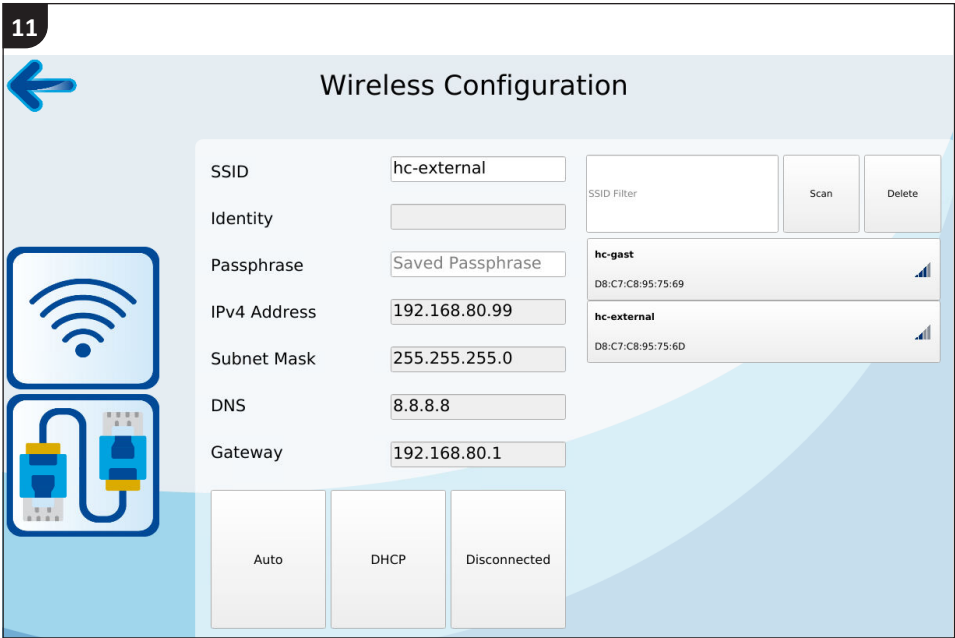 11
Wireless Configuration
SSID hc-external
Identity
Passphrase Saved Passphrase
IPv4 Address 192.168.80.99
Subnet Mask 255.255.255.0
DNS 8.8.8.8
Gateway 192.168.80.1
Auto DHCP Disconnected
SSID Filter Scan Delete
hc-gast
D8:C7:C8:95:75:69
hc-external
D8:C7:C8:95:75:6D